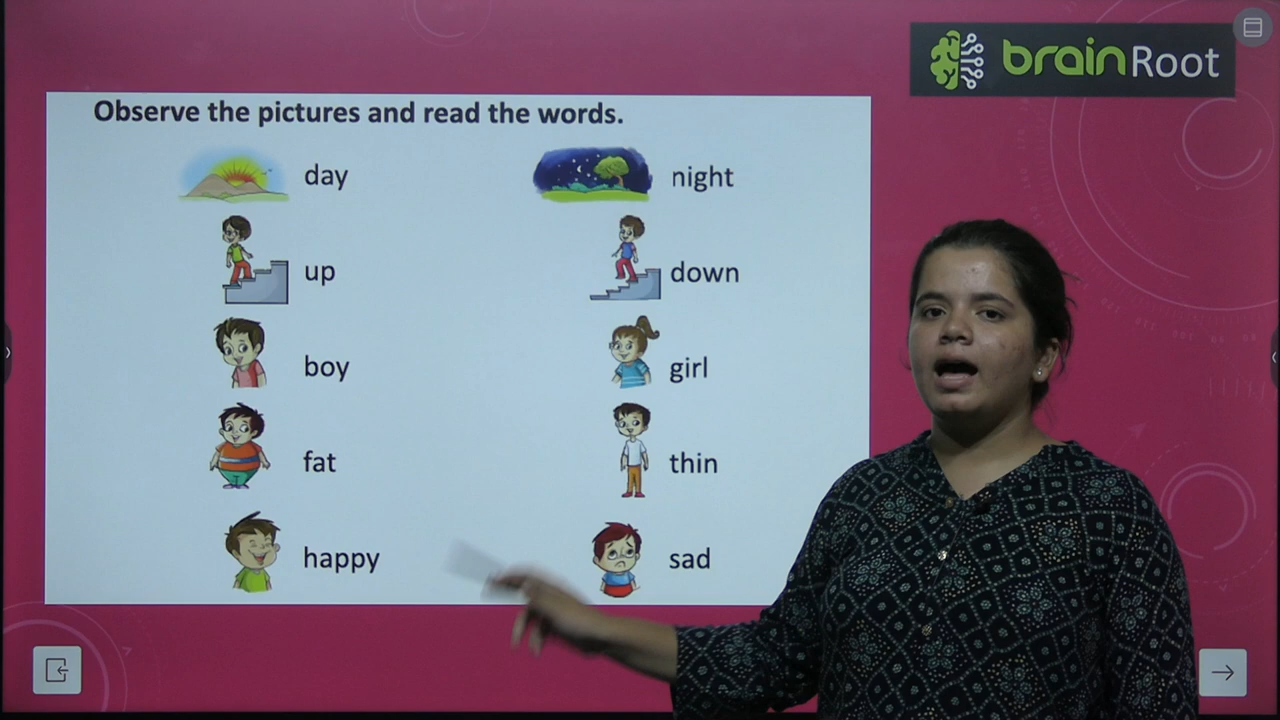 brainRoot
Observe the pictures and read the words.
day night
up down
boy girl
fat thin
happy sad